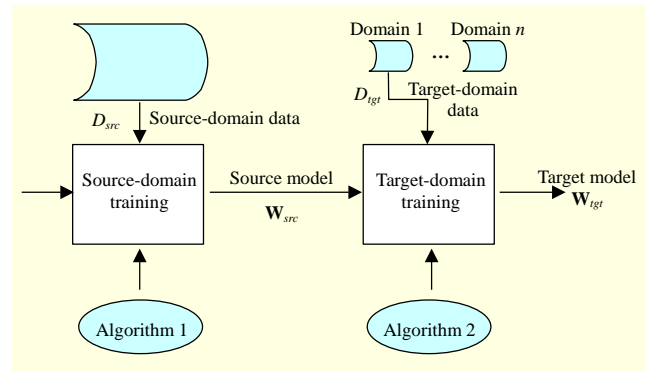 Domain 1 Domain n
...
D_src Source-domain data
D_tgt Target-domain
data
Source-domain
training
Source model
W_src
Target-domain
training
Target model
W_tgt
Algorithm 1
Algorithm 2